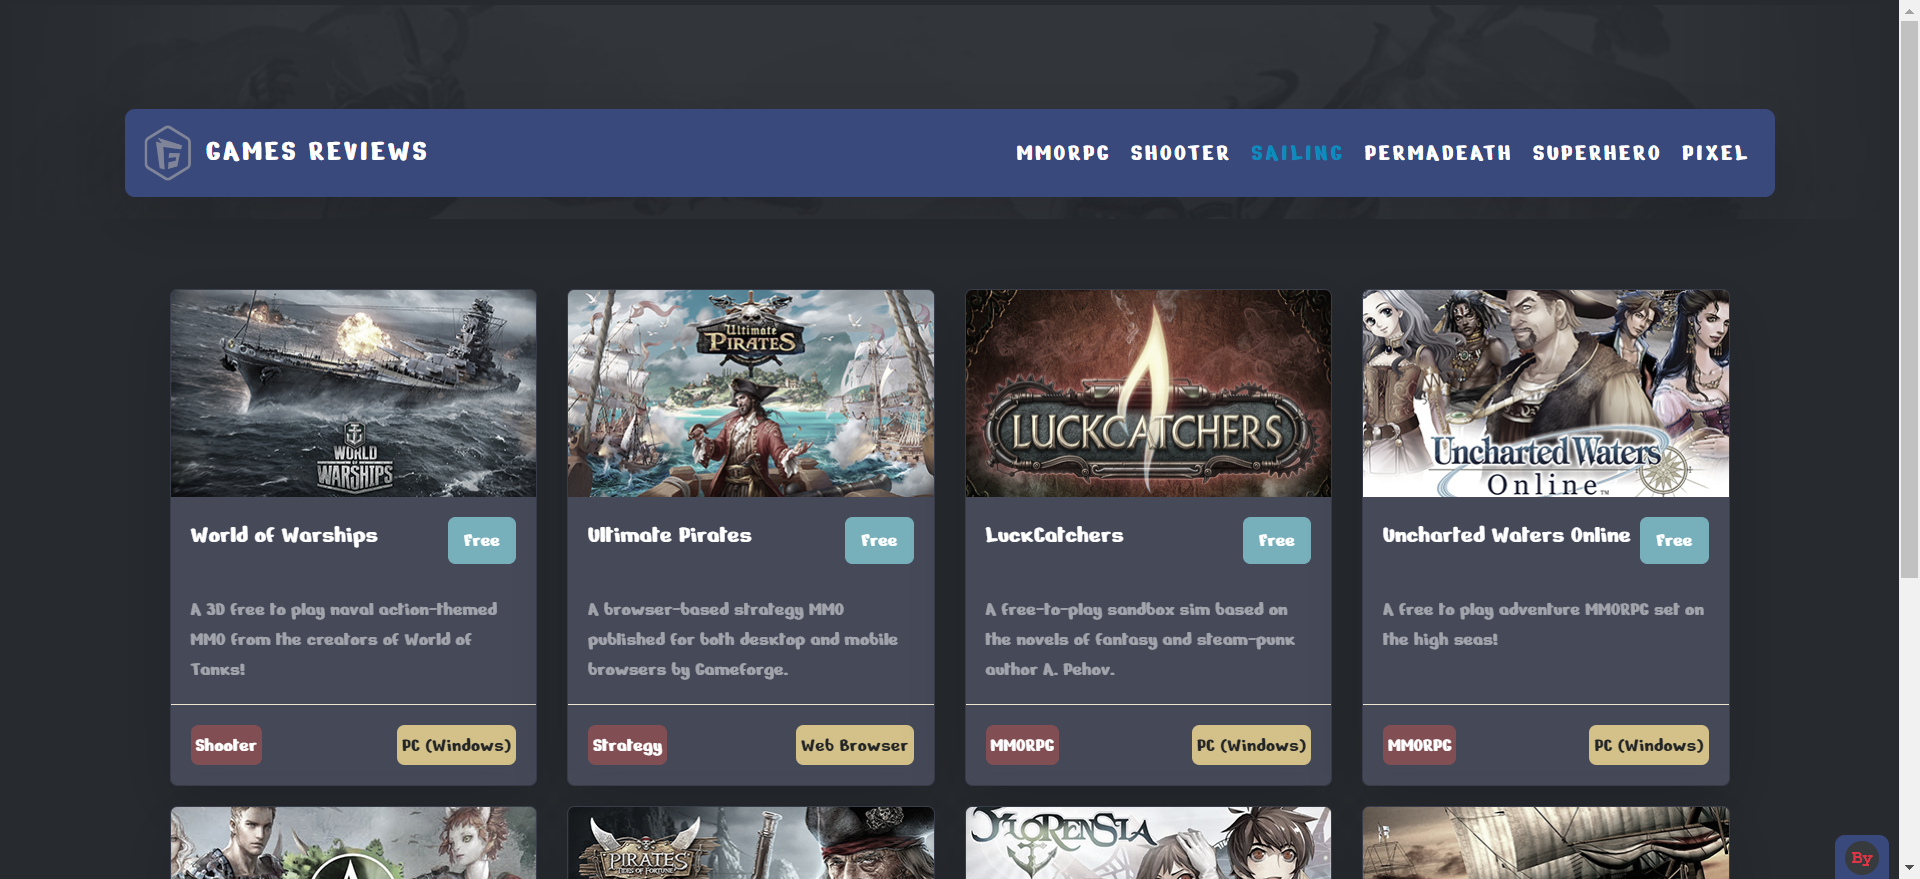 GAMES REVIEWS
MMORPG SHOOTER SAILING PERMADEATH SUPERHERO PIXEL
WORLD
OF
WARSHIPS
World of Warships
Free
A 3D free to play naval action-themed
MMO from the creators of World of
Tanks!
Shooter
PC (Windows)
Ultimate
PIRATES
Ultimate Pirates
Free
A browser-based strategy MMO
published for both desktop and mobile
browsers by Gameforge.
Strategy
Web Browser
LUCKCATCHERS
LuckCatchers
Free
A free-to-play sandbox sim based on
the novels of fantasy and steam-punk
author A. Pehov.
MMORPG
PC (Windows)
Uncharted Waters
Online™
Uncharted Waters Online
Free
A free to play adventure MMORPG set on
the high seas!
MMORPG
PC (Windows)
PIRATES
TIDES OF FORTUNE
FLORENSIA
By